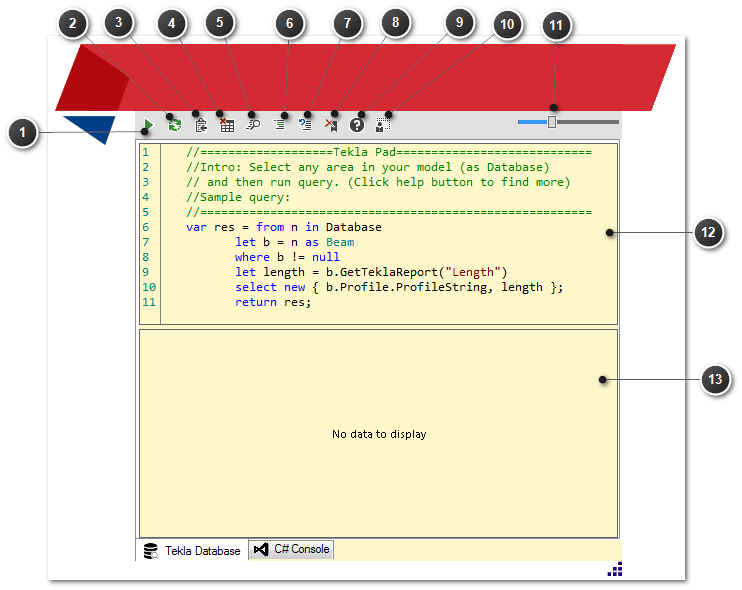 2 3 4 5 6 7 8 9 10 11
1
1 //===================Tekla Pad============================
2 //Intro: Select any area in your model (as Database)
3 // and then run query. (Click help button to find more)
4 //Sample query:
5 //========================================================
6 var res = from n in Database
7 let b = n as Beam
8 where b != null
9 let length = b.GetTeklaReport("Length")
10 select new { b.Profile.ProfileString, length };
11 return res;
12
13
No data to display
Tekla Database C# Console